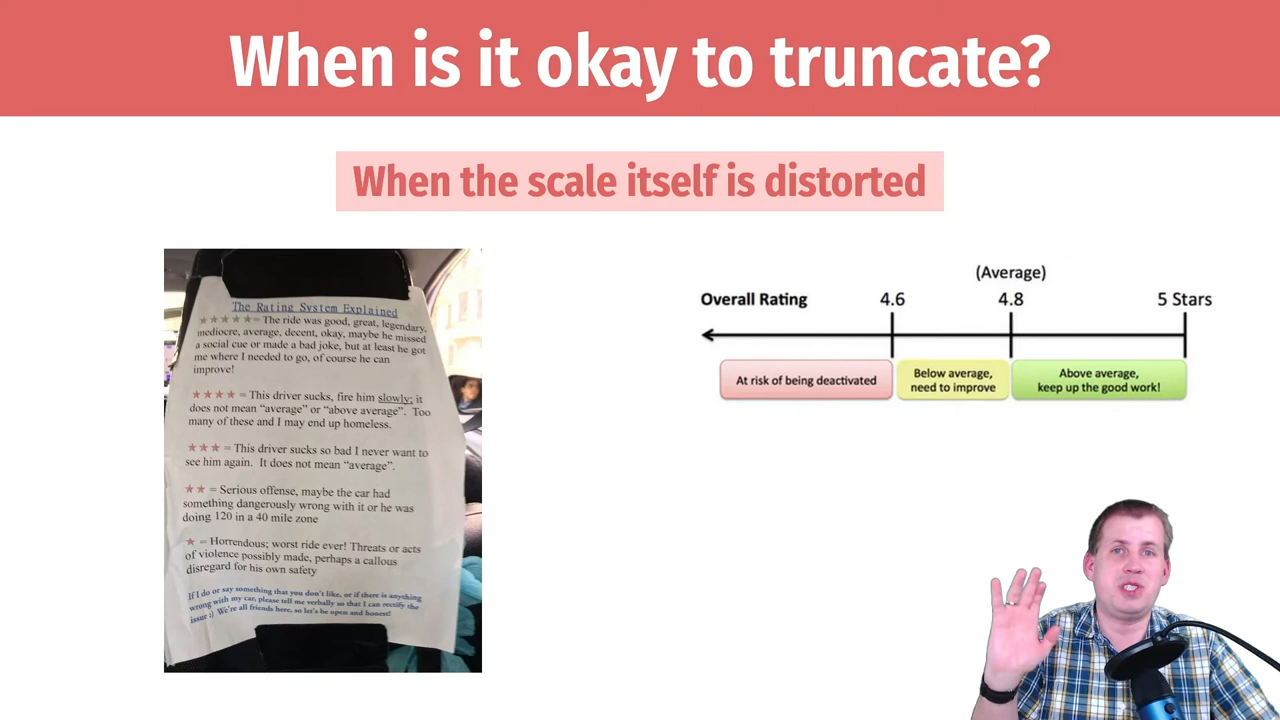 When is it okay to truncate?
When the scale itself is distorted
The Rating System Explained
★★★★★= The ride was good, great, legendary,
mediocre, average, decent, okay, maybe he missed
a social cue or made a bad joke, but at least he got
me where I needed to go, of course he can
improve!
★★★★ = This driver sucks, fire him slowly; it
does not mean “average” or “above average”. Too
many of these and I may end up homeless.
★★★ = This driver sucks so bad I never want to
see him again. It does not mean “average”.
★★ = Serious offense, maybe the car had
something dangerously wrong with it or he was
doing 120 in a 40 mile zone
★ = Horrendous; worst ride ever! Threats or acts
of violence possibly made, perhaps a callous
disregard for his own safety
If I do or say something that you don't like, or if there is anything
wrong with my car, please tell me verbally so that I can rectify the
issue :) We're all friends here, so let's be open and honest!
(Average)
Overall Rating 4.6 4.8 5 Stars
At risk of being deactivated
Below average,
need to improve
Above average,
keep up the good work!